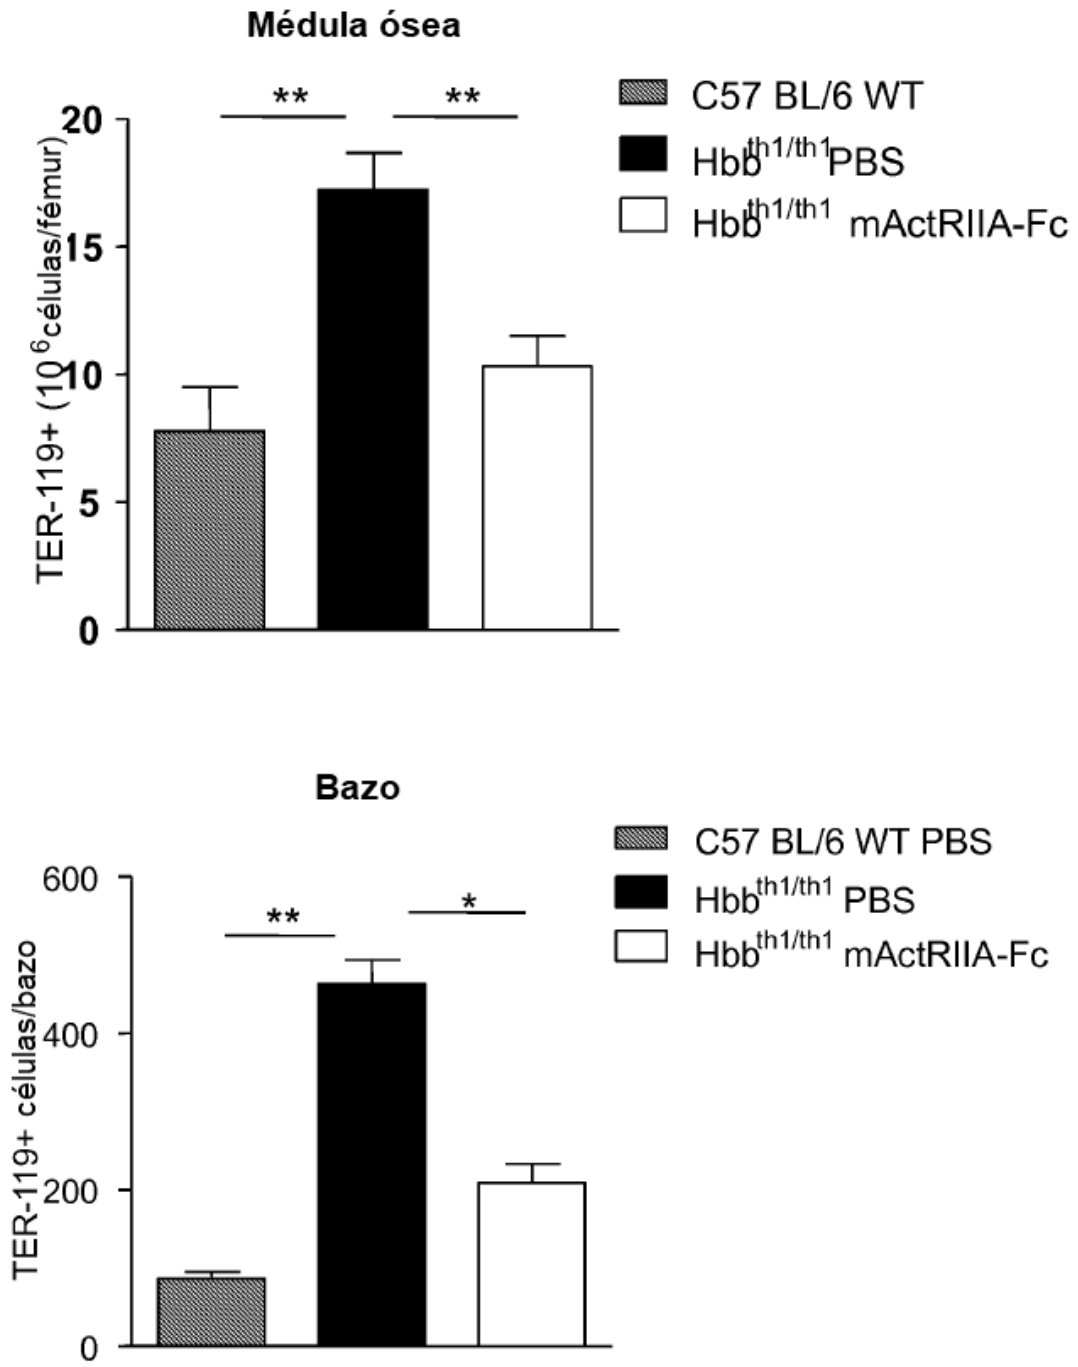 Médula ósea
** **
C57 BL/6 WT
Hbb^th1/th1 PBS
Hbb^th1/th1 mActRIIA-Fc
TER-119+ (10^6 células/fémur)
20
15
10
5
0
Bazo
C57 BL/6 WT PBS
Hbb^th1/th1 PBS
Hbb^th1/th1 mActRIIA-Fc
** *
TER-119+ células/bazo
600
400
200
0